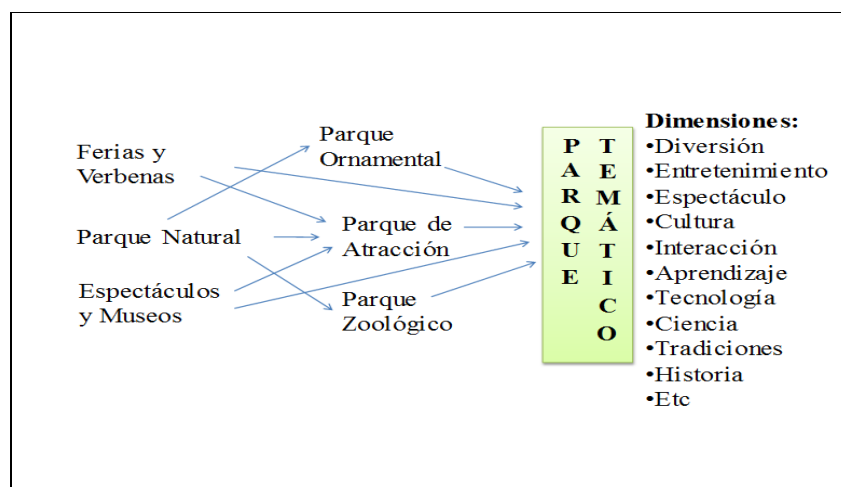 Ferias y
Verbenas
Parque Natural
Espectáculos
y Museos
Parque
Ornamental
Parque de
Atracción
Parque
Zoológico
PARQUE
TEMÁTICO
Dimensiones:
•Diversión
•Entretenimiento
•Espectáculo
•Cultura
•Interacción
•Aprendizaje
•Tecnología
•Ciencia
•Tradiciones
•Historia
•Etc